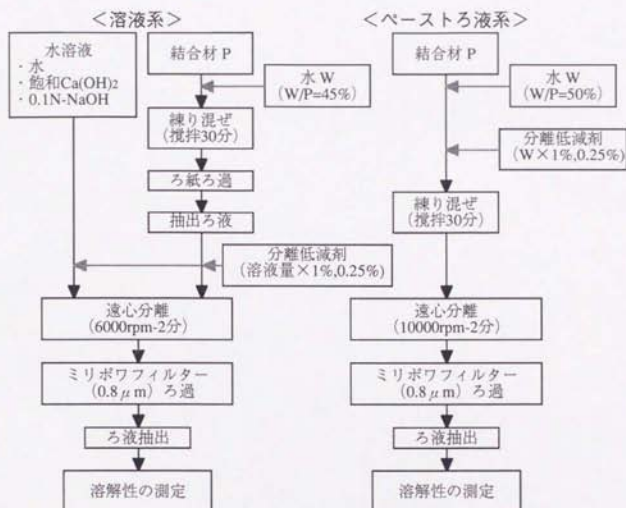 ＜溶液系＞
水溶液
・水
・飽和Ca(OH)2
・0.1N-NaOH
結合材 P
水 W
(W/P=45%)
練り混ぜ
(攪拌30分)
ろ紙ろ過
抽出ろ液
分離低減剤
(溶液量×1%,0.25%)
遠心分離
(6000rpm-2分)
ミリポワフィルター
(0.8μm) ろ過
ろ液抽出
溶解性の測定
＜ペーストろ液系＞
結合材 P
水 W
(W/P=50%)
分離低減剤
(W×1%,0.25%)
練り混ぜ
(攪拌30分)
遠心分離
(10000rpm-2分)
ミリポワフィルター
(0.8μm) ろ過
ろ液抽出
溶解性の測定